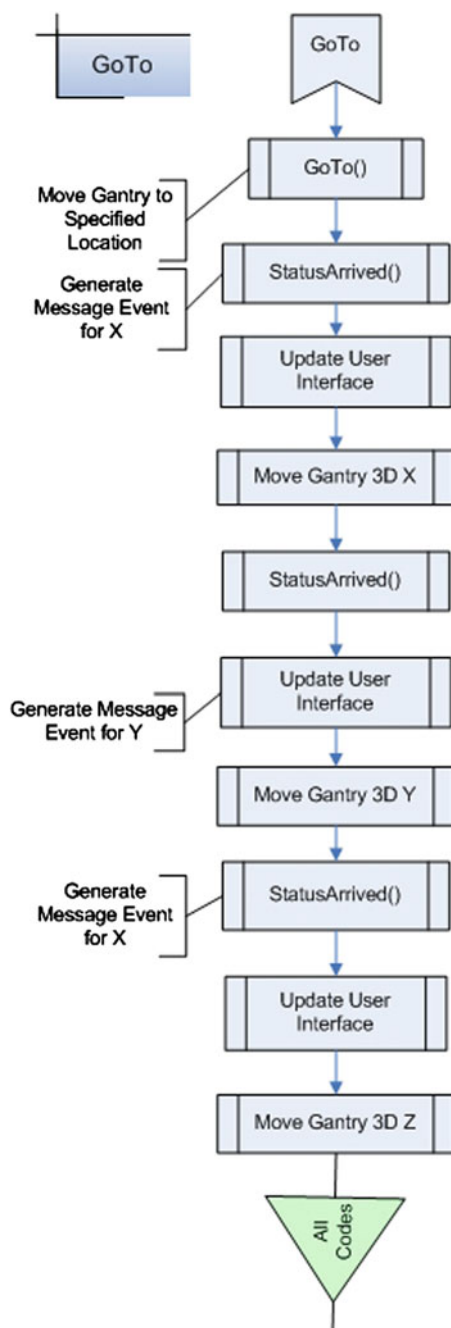 GoTo
GoTo
GoTo()
Move Gantry to
Specified
Location
StatusArrived()
Generate
Message Event
for X
Update User
Interface
Move Gantry 3D X
StatusArrived()
Update User
Interface
Generate Message
Event for Y
Move Gantry 3D Y
StatusArrived()
Generate
Message Event
for X
Update User
Interface
Move Gantry 3D Z
All
Codes